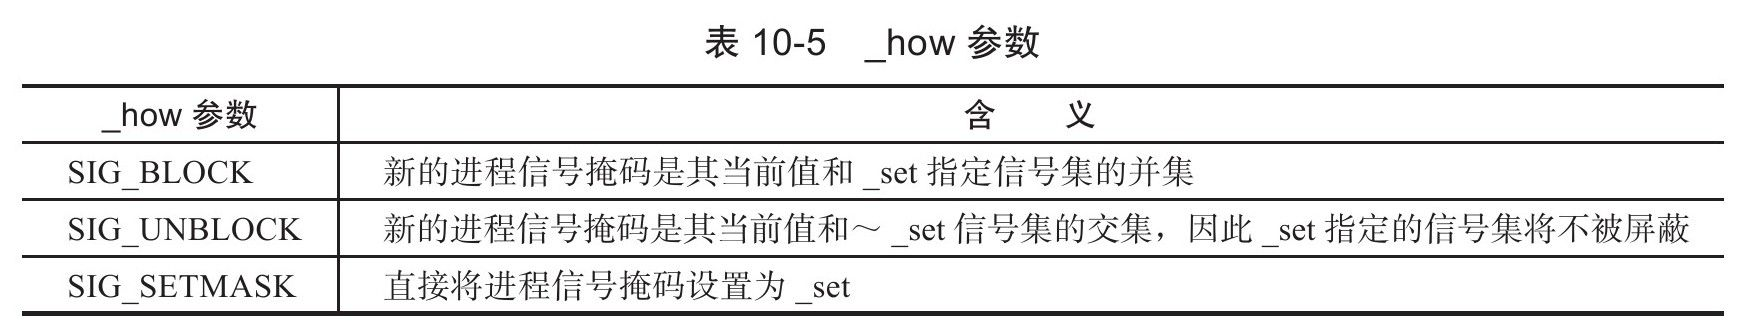 表 10-5 _how 参数
_how 参数 含 义
SIG_BLOCK 新的进程信号掩码是其当前值和 _set 指定信号集的并集
SIG_UNBLOCK 新的进程信号掩码是其当前值和～ _set 信号集的交集，因此 _set 指定的信号集将不被屏蔽
SIG_SETMASK 直接将进程信号掩码设置为 _set